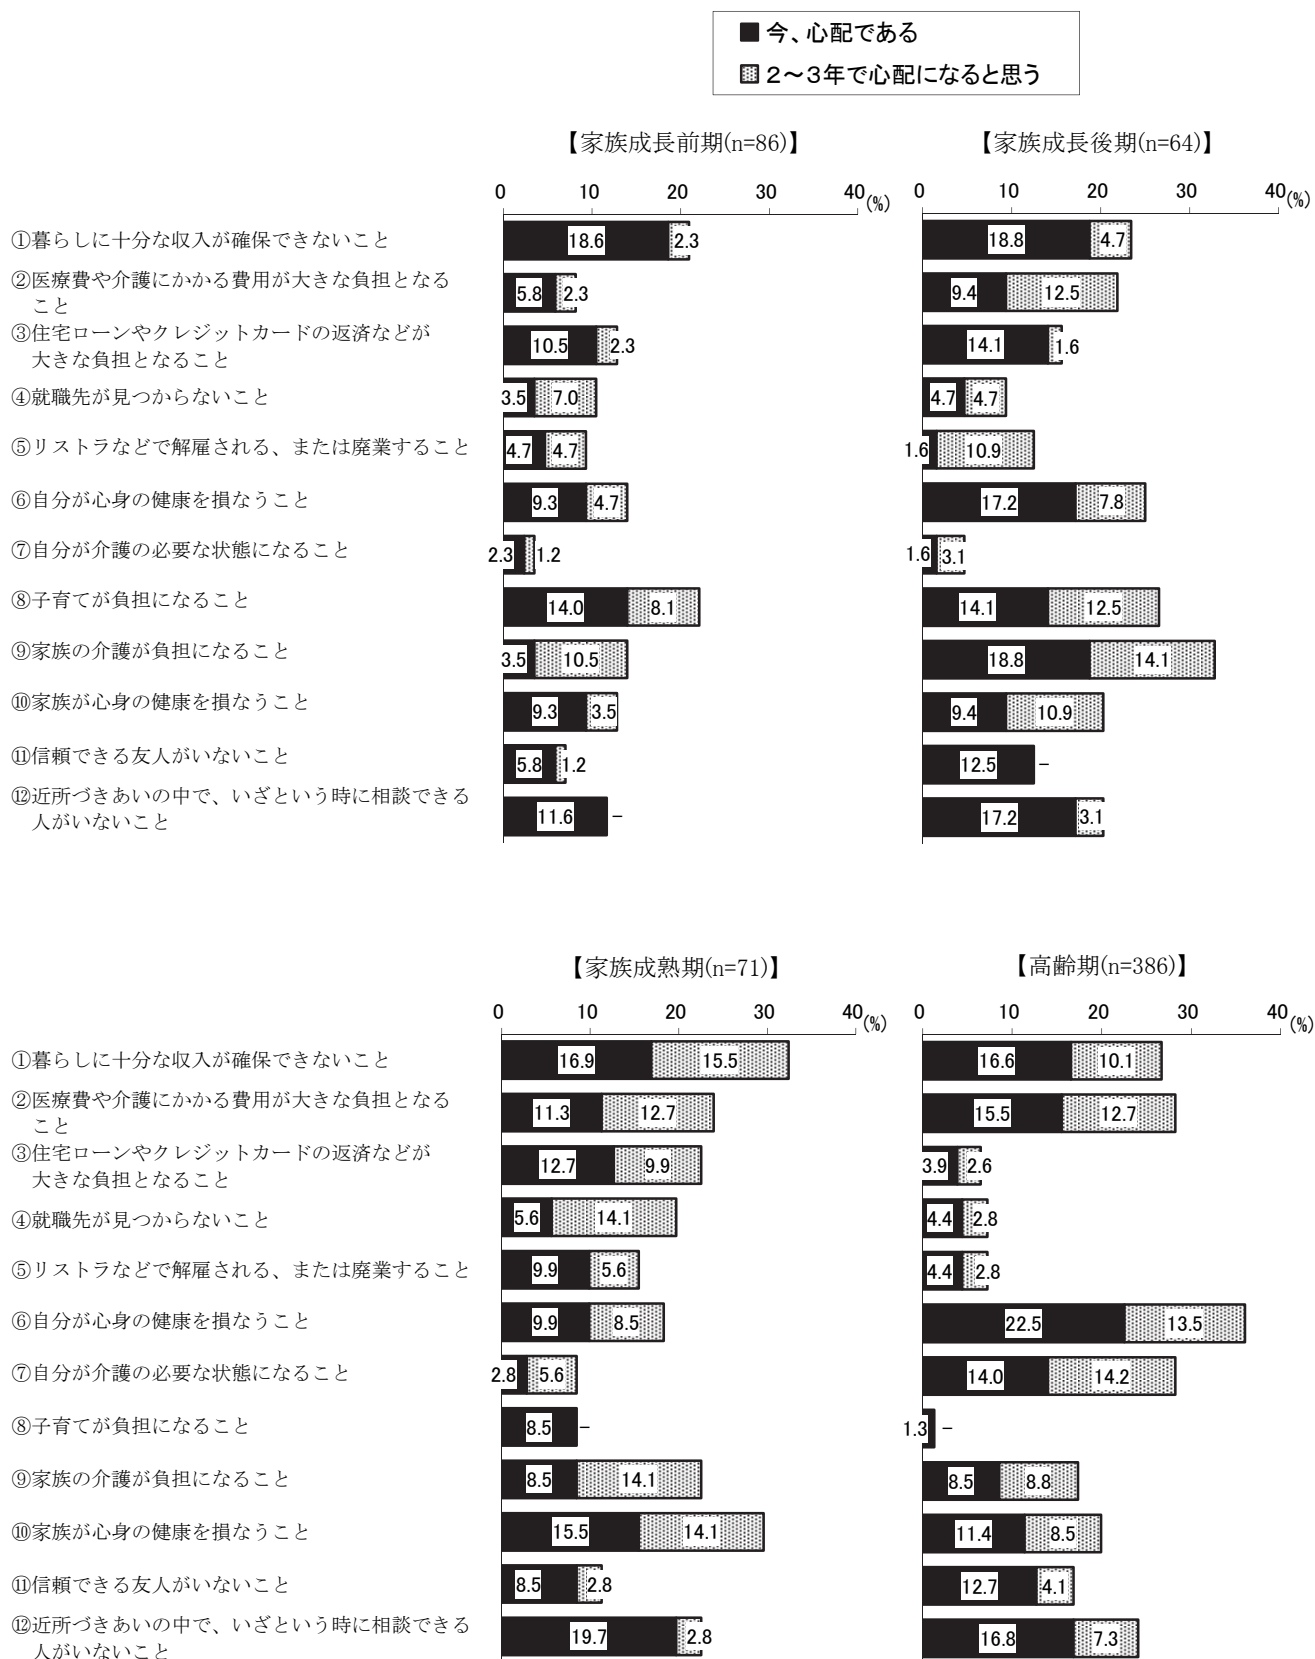 今、心配である
２～３年で心配になると思う
【家族成長前期(n=86)】
【家族成長後期(n=64)】
0 10 20 30 40(%)
0 10 20 30 40(%)
①暮らしに十分な収入が確保できないこと
18.6 2.3
18.8 4.7
②医療費や介護にかかる費用が大きな負担となる
こと
5.8 2.3
9.4 12.5
③住宅ローンやクレジットカードの返済などが
大きな負担となること
10.5 2.3
14.1 1.6
④就職先が見つからないこと
3.5 7.0
4.7 4.7
⑤リストラなどで解雇される、または廃業すること
4.7 4.7
1.6 10.9
⑥自分が心身の健康を損なうこと
9.3 4.7
17.2 7.8
⑦自分が介護の必要な状態になること
2.3 1.2
1.6 3.1
⑧子育てが負担になること
14.0 8.1
14.1 12.5
⑨家族の介護が負担になること
3.5 10.5
18.8 14.1
⑩家族が心身の健康を損なうこと
9.3 3.5
9.4 10.9
⑪信頼できる友人がいないこと
5.8 1.2
12.5 –
⑫近所づきあいの中で、いざという時に相談できる
人がいないこと
11.6 –
17.2 3.1
【家族成熟期(n=71)】
【高齢期(n=386)】
0 10 20 30 40(%)
0 10 20 30 40(%)
①暮らしに十分な収入が確保できないこと
16.9 15.5
16.6 10.1
②医療費や介護にかかる費用が大きな負担となる
こと
11.3 12.7
15.5 12.7
③住宅ローンやクレジットカードの返済などが
大きな負担となること
12.7 9.9
3.9 2.6
④就職先が見つからないこと
5.6 14.1
4.4 2.8
⑤リストラなどで解雇される、または廃業すること
9.9 5.6
4.4 2.8
⑥自分が心身の健康を損なうこと
9.9 8.5
22.5 13.5
⑦自分が介護の必要な状態になること
2.8 5.6
14.0 14.2
⑧子育てが負担になること
8.5 –
1.3 –
⑨家族の介護が負担になること
8.5 14.1
8.5 8.8
⑩家族が心身の健康を損なうこと
15.5 14.1
11.4 8.5
⑪信頼できる友人がいないこと
8.5 2.8
12.7 4.1
⑫近所づきあいの中で、いざという時に相談できる
人がいないこと
19.7 2.8
16.8 7.3